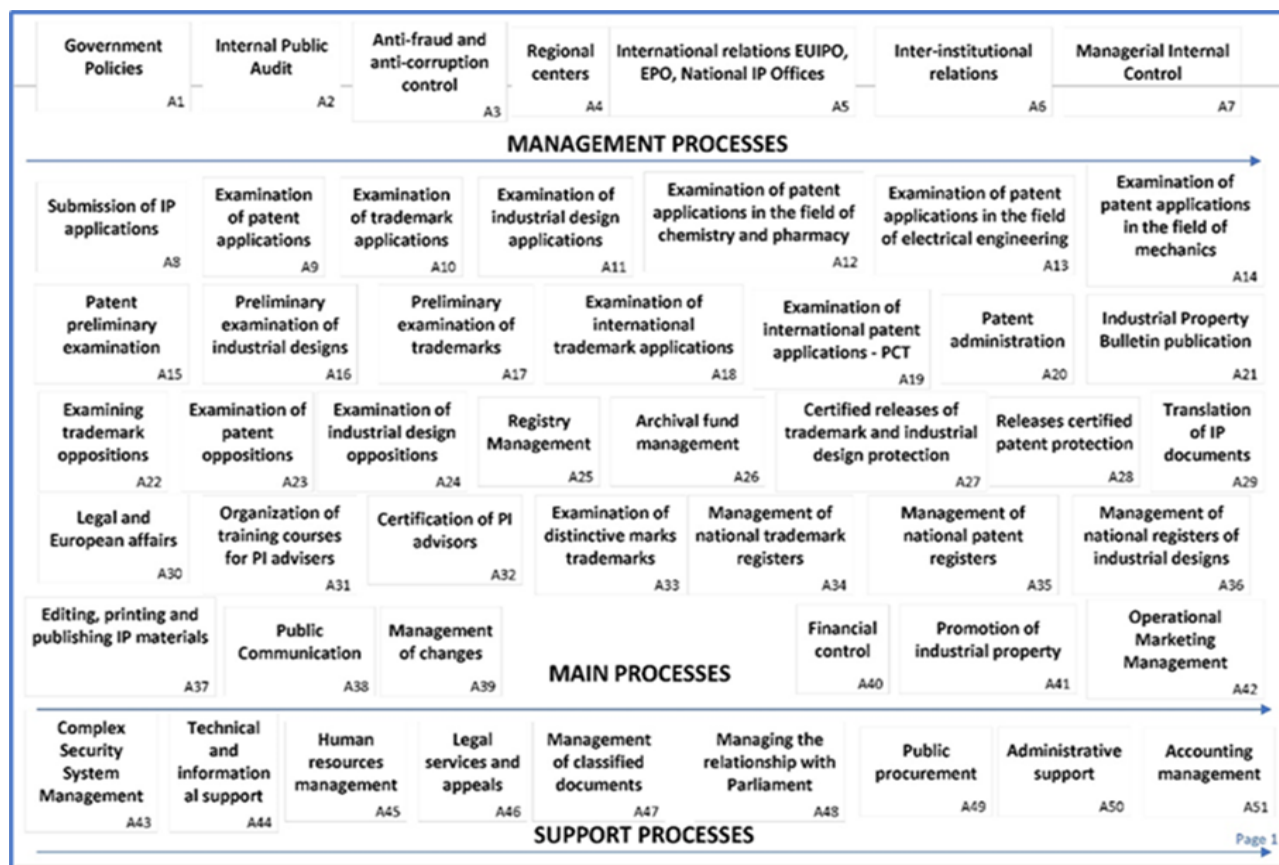 Government
Policies
A1
Internal Public
Audit
A2
Anti-fraud and
anti-corruption
control
A3
Regional
centers
A4
International relations EUIPO,
EPO, National IP Offices
A5
Inter-institutional
relations
A6
Managerial Internal
Control
A7
MANAGEMENT PROCESSES
Submission of IP
applications
A8
Examination
of patent
applications
A9
Examination
of trademark
applications
A10
Examination of
industrial design
applications
A11
Examination of patent
applications in the field of
chemistry and pharmacy
A12
Examination of patent
applications in the field
of electrical engineering
A13
Examination of
patent applications
in the field of
mechanics
A14
Patent
preliminary
examination
A15
Preliminary
examination of
industrial designs
A16
Preliminary
examination of
trademarks
A17
Examination of
international
trademark applications
A18
Examination of
international patent
applications - PCT
A19
Patent
administration
A20
Industrial Property
Bulletin publication
A21
Examining
trademark
oppositions
A22
Examination of
patent
oppositions
A23
Examination of
industrial design
oppositions
A24
Registry
Management
A25
Archival fund
management
A26
Certified releases of
trademark and industrial
design protection
A27
Releases certified
patent protection
A28
Translation
of IP
documents
A29
Legal and
European affairs
A30
Organization of
training courses
for PI advisers
A31
Certification of PI
advisors
A32
Examination of
distinctive marks
trademarks
A33
Management of
national trademark
registers
A34
Management of
national patent
registers
A35
Management of
national registers of
industrial designs
A36
Editing, printing and
publishing IP materials
A37
Public
Communication
A38
Management
of changes
A39
MAIN PROCESSES
Financial
control
A40
Promotion of
industrial property
A41
Operational
Marketing
Management
A42
Complex
Security
System
Management
A43
Technical
and
information
al support
A44
Human
resources
management
A45
Legal
services and
appeals
A46
Management
of classified
documents
A47
Managing the
relationship with
Parliament
A48
Public
procurement
A49
Administrative
support
A50
Accounting
management
A51
SUPPORT PROCESSES
Page 1